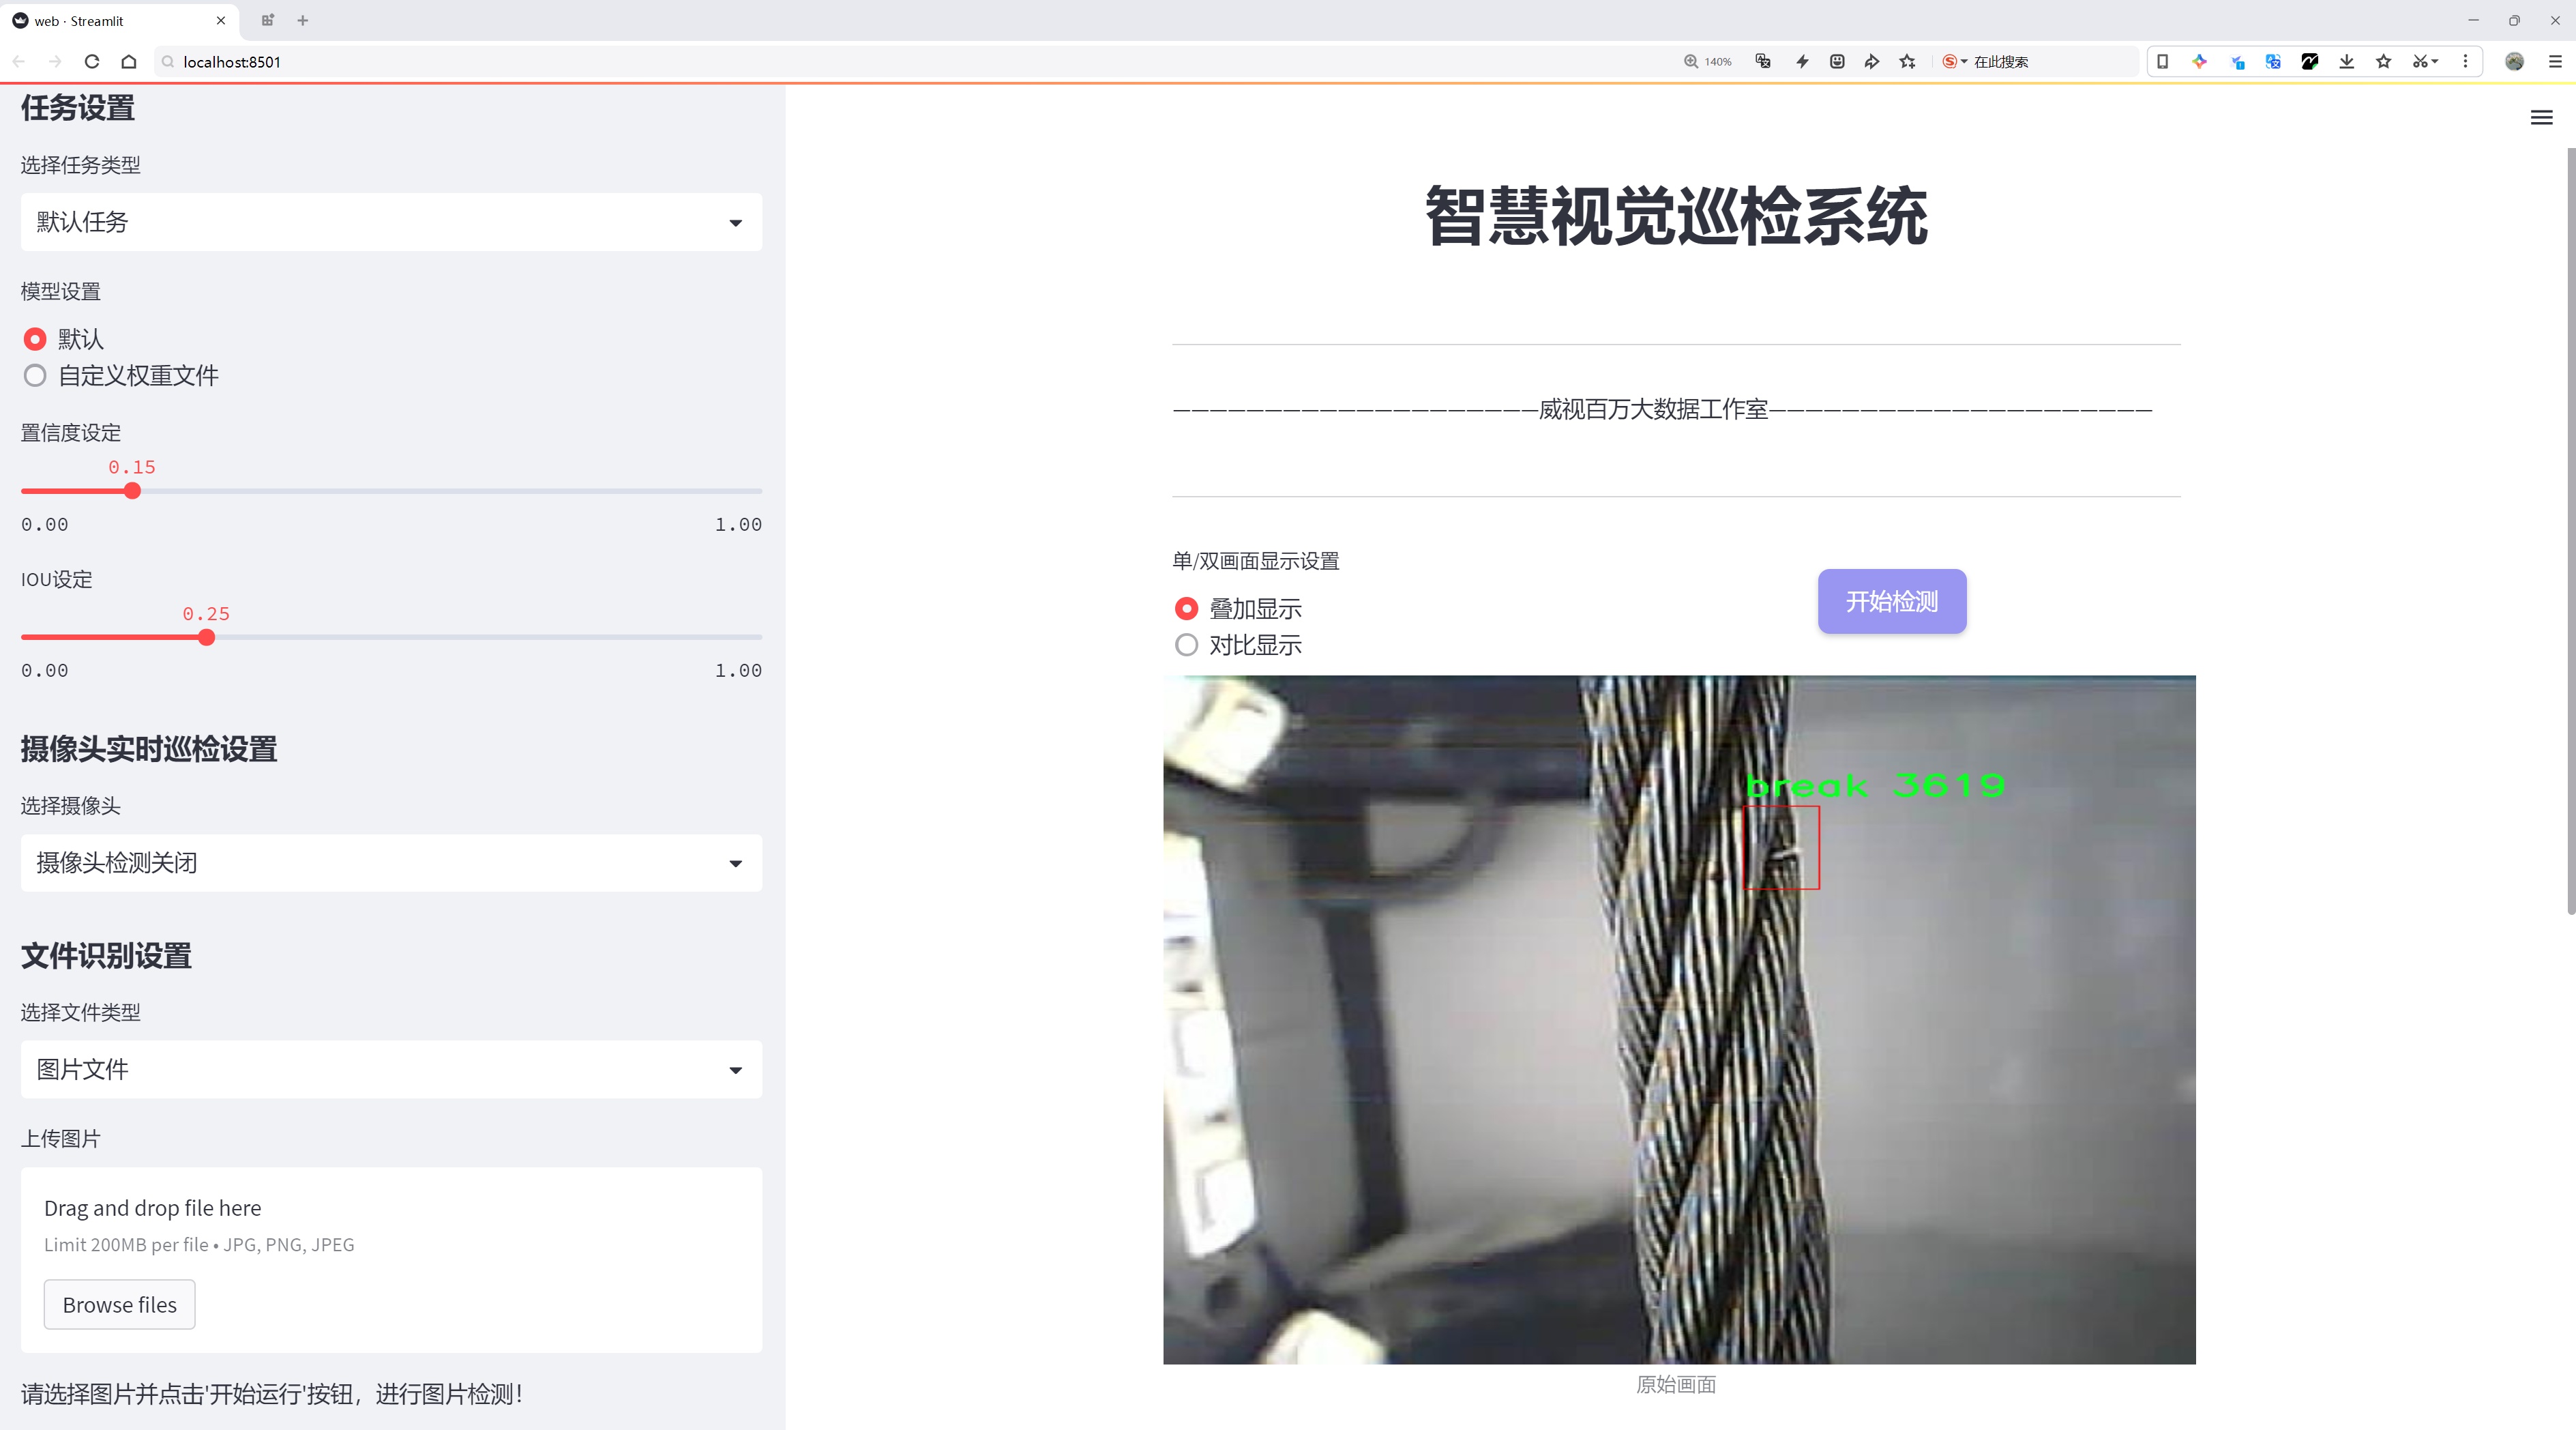 web · Streamlit
localhost:8501
140%
在此搜索
任务设置
选择任务类型
默认任务
模型设置
默认
自定义权重文件
置信度设定
0.15
0.00
1.00
IOU设定
0.25
0.00
1.00
摄像头实时巡检设置
选择摄像头
摄像头检测关闭
文件识别设置
选择文件类型
图片文件
上传图片
Drag and drop file here
Limit 200MB per file • JPG, PNG, JPEG
Browse files
请选择图片并点击'开始运行'按钮，进行图片检测！
智慧视觉巡检系统
————————————————————威视百万大数据工作室—————————————————————
单/双画面显示设置
叠加显示
对比显示
开始检测
break 3619
原始画面